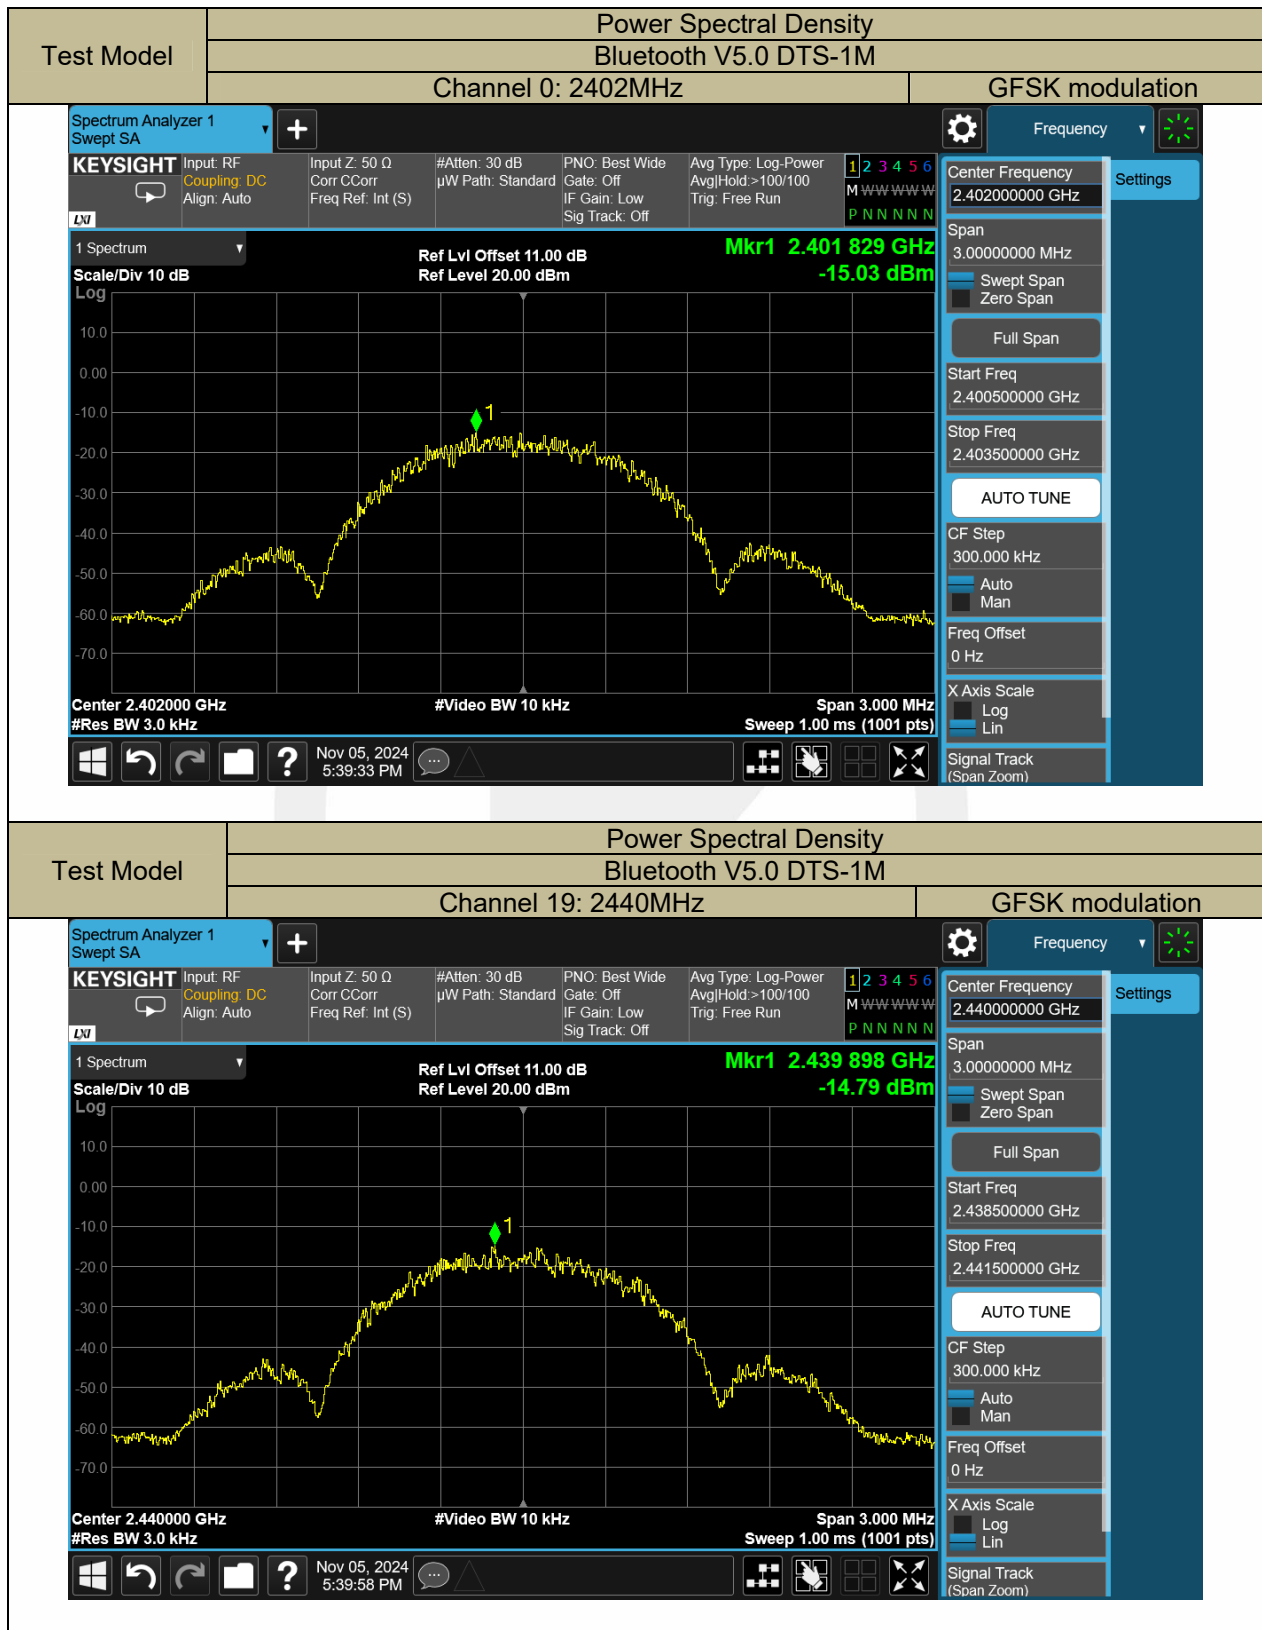 Test Model
Power Spectral Density
Bluetooth V5.0 DTS-1M
Channel 0: 2402MHz
GFSK modulation
Spectrum Analyzer 1
Swept SA
Frequency
KEYSIGHT
LXI
Input: RF
Coupling: DC
Align: Auto
Input Z: 50 Ω
Corr CCorr
Freq Ref: Int (S)
#Atten: 30 dB
µW Path: Standard
PNO: Best Wide
Gate: Off
IF Gain: Low
Sig Track: Off
Avg Type: Log-Power
Avg|Hold:>100/100
Trig: Free Run
1 2 3 4 5 6
M W W W W W
P N N N N N
1 Spectrum
Scale/Div 10 dB
Log
Ref Lvl Offset 11.00 dB
Ref Level 20.00 dBm
Mkr1 2.401 829 GHz
-15.03 dBm
10.0
0.00
-10.0
-20.0
-30.0
-40.0
-50.0
-60.0
-70.0
1
Center 2.402000 GHz
#Res BW 3.0 kHz
#Video BW 10 kHz
Span 3.000 MHz
Sweep 1.00 ms (1001 pts)
Nov 05, 2024
5:39:33 PM
Center Frequency
2.402000000 GHz
Span
3.00000000 MHz
Swept Span
Zero Span
Full Span
Start Freq
2.400500000 GHz
Stop Freq
2.403500000 GHz
AUTO TUNE
CF Step
300.000 kHz
Auto
Man
Freq Offset
0 Hz
X Axis Scale
Log
Lin
Signal Track
(Span Zoom)
Settings
Test Model
Power Spectral Density
Bluetooth V5.0 DTS-1M
Channel 19: 2440MHz
GFSK modulation
Spectrum Analyzer 1
Swept SA
Frequency
KEYSIGHT
LXI
Input: RF
Coupling: DC
Align: Auto
Input Z: 50 Ω
Corr CCorr
Freq Ref: Int (S)
#Atten: 30 dB
µW Path: Standard
PNO: Best Wide
Gate: Off
IF Gain: Low
Sig Track: Off
Avg Type: Log-Power
Avg|Hold:>100/100
Trig: Free Run
1 2 3 4 5 6
M W W W W W
P N N N N N
1 Spectrum
Scale/Div 10 dB
Log
Ref Lvl Offset 11.00 dB
Ref Level 20.00 dBm
Mkr1 2.439 898 GHz
-14.79 dBm
10.0
0.00
-10.0
-20.0
-30.0
-40.0
-50.0
-60.0
-70.0
1
Center 2.440000 GHz
#Res BW 3.0 kHz
#Video BW 10 kHz
Span 3.000 MHz
Sweep 1.00 ms (1001 pts)
Nov 05, 2024
5:39:58 PM
Center Frequency
2.440000000 GHz
Span
3.00000000 MHz
Swept Span
Zero Span
Full Span
Start Freq
2.438500000 GHz
Stop Freq
2.441500000 GHz
AUTO TUNE
CF Step
300.000 kHz
Auto
Man
Freq Offset
0 Hz
X Axis Scale
Log
Lin
Signal Track
(Span Zoom)
Settings